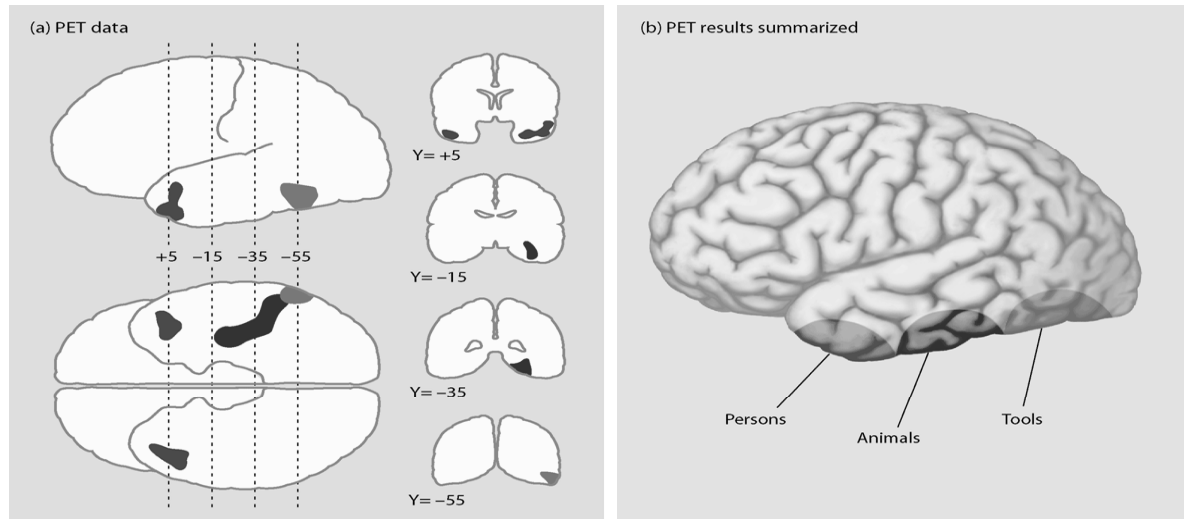 (a) PET data
+5 −15 −35 −55
Y= +5
Y= −15
Y= −35
Y= −55
(b) PET results summarized
Persons
Animals
Tools